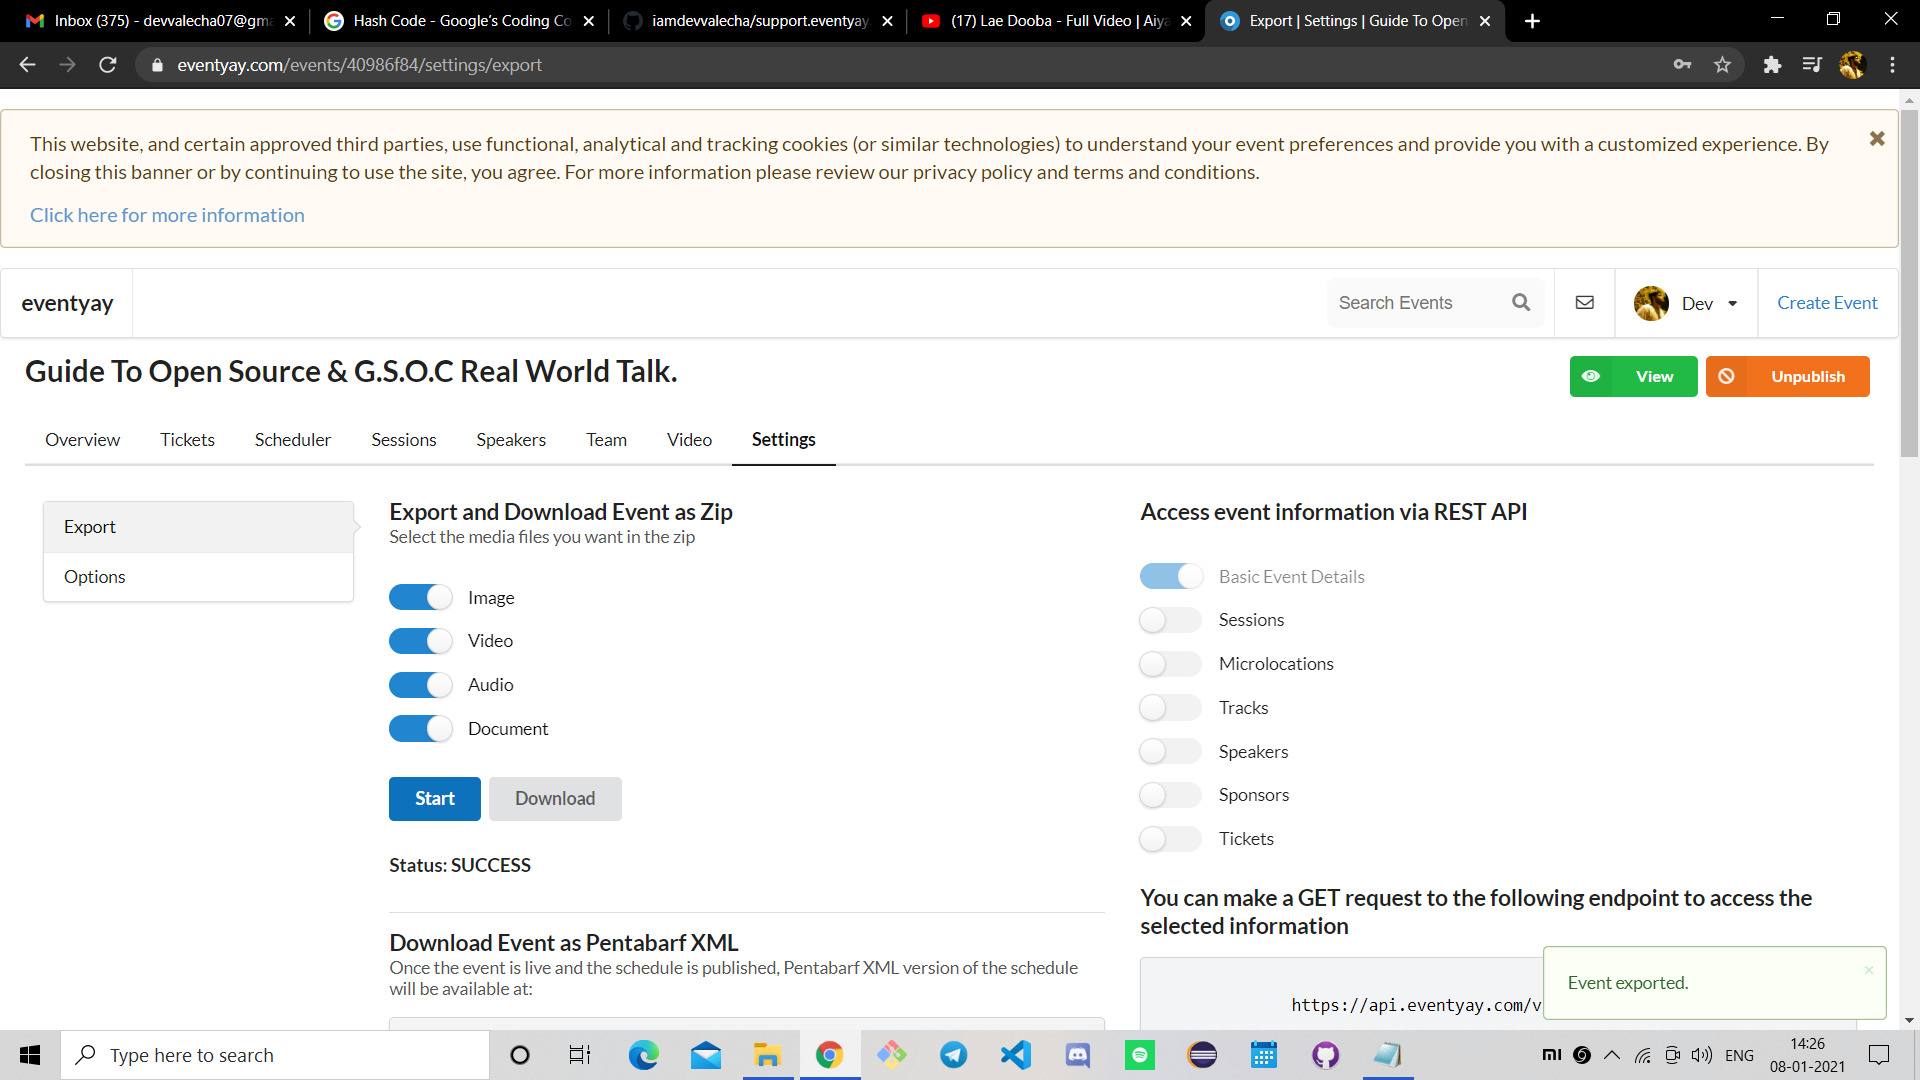 Inbox (375) - devvalecha07@gma
Hash Code - Google's Coding Co
iamdevvalecha/support.eventyay
(17) Lae Dooba - Full Video | Aiya
Export | Settings | Guide To Open
eventyay.com/events/40986f84/settings/export
This website, and certain approved third parties, use functional, analytical and tracking cookies (or similar technologies) to understand your event preferences and provide you with a customized experience. By
closing this banner or by continuing to use the site, you agree. For more information please review our privacy policy and terms and conditions.
Click here for more information
eventyay
Search Events
Dev
Create Event
Guide To Open Source & G.S.O.C Real World Talk.
View
Unpublish
Overview
Tickets
Scheduler
Sessions
Speakers
Team
Video
Settings
Export
Options
Export and Download Event as Zip
Select the media files you want in the zip
Image
Video
Audio
Document
Start
Download
Status: SUCCESS
Download Event as Pentabarf XML
Once the event is live and the schedule is published, Pentabarf XML version of the schedule
will be available at:
Access event information via REST API
Basic Event Details
Sessions
Microlocations
Tracks
Speakers
Sponsors
Tickets
You can make a GET request to the following endpoint to access the
selected information
https://api.eventyay.com/v
Event exported.
Type here to search
ENG
14:26
08-01-2021